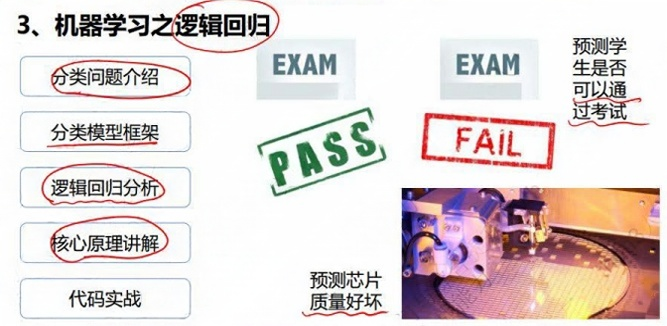 3、机器学习之逻辑回归
分类问题介绍
分类模型框架
逻辑回归分析
核心原理讲解
代码实战
EXAM
PASS
EXAM
FAIL
预测学
生是否
可以通
过考试
预测芯片
质量好坏